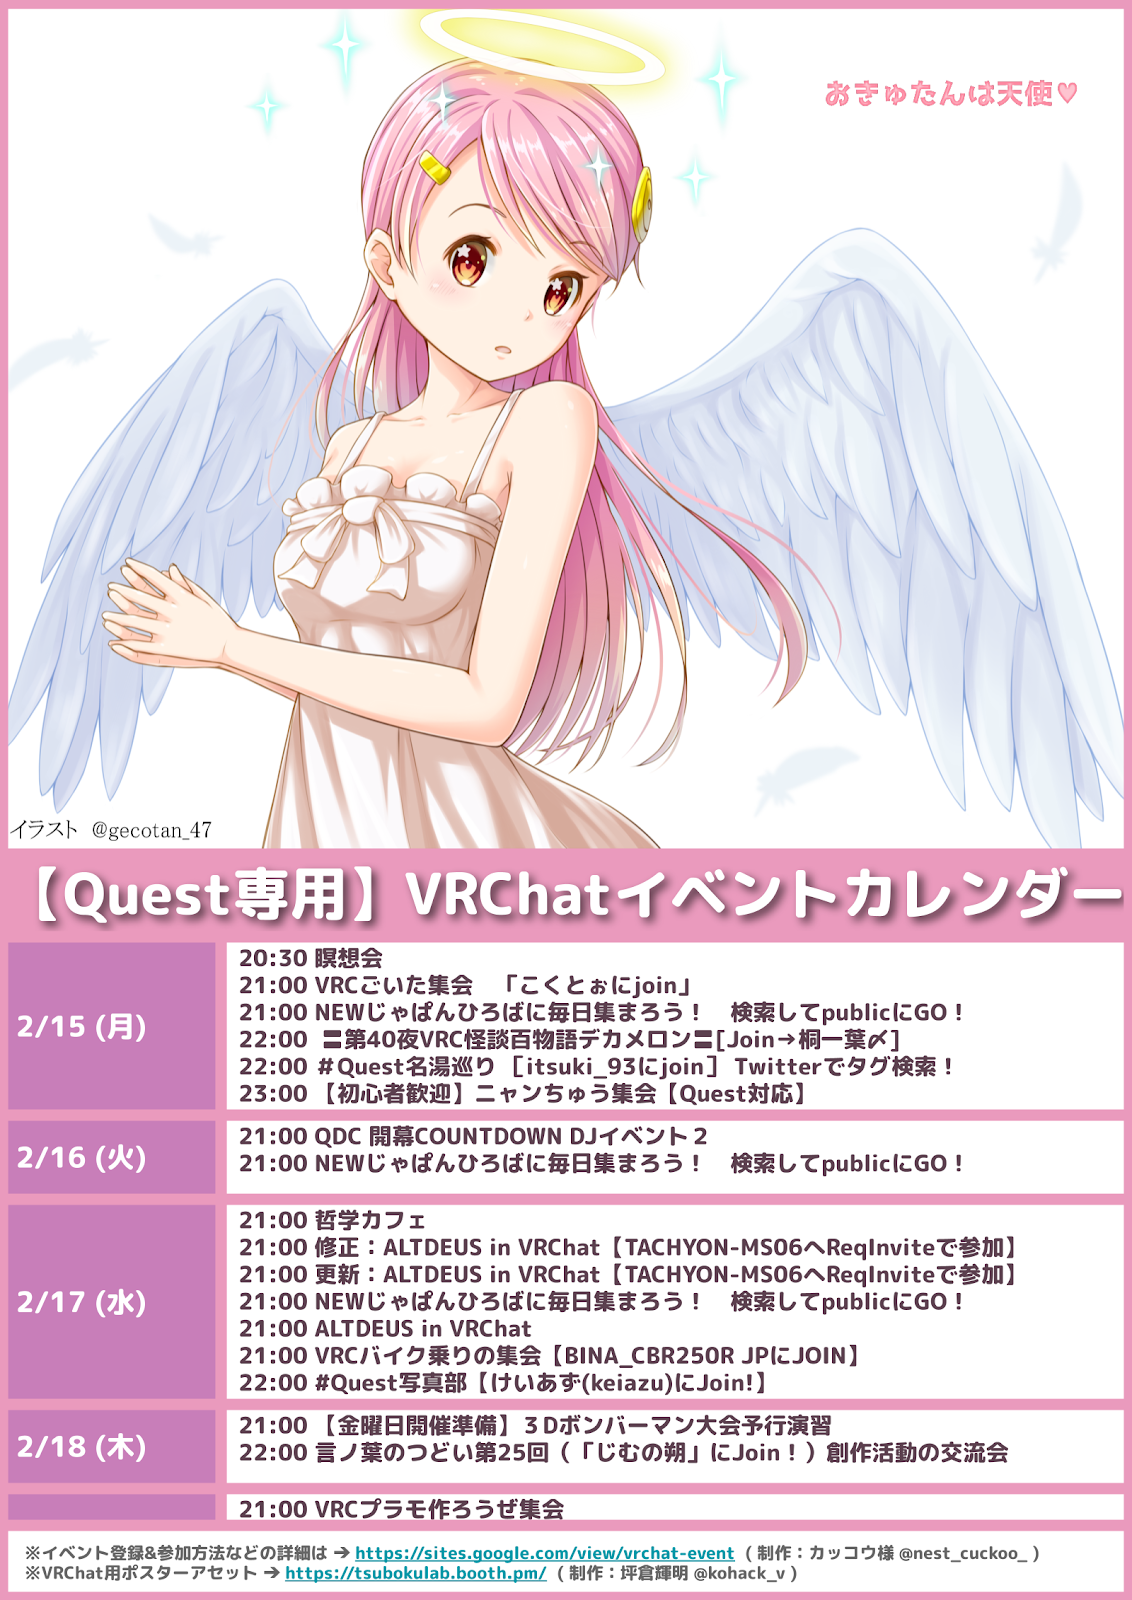 おきゅたんは天使♥
イラスト @gecotan_47
【Quest専用】VRChatイベントカレンダー
2/15 (月)
20:30 瞑想会
21:00 VRCごいた集会　「こくとぉにjoin」
21:00 NEWじゃぱんひろばに毎日集まろう！　検索してpublicにGO！
22:00 〓第40夜VRC怪談百物語デカメロン〓[Join→桐一葉〆]
22:00 ＃Quest名湯巡り［itsuki_93にjoin］Twitterでタグ検索！
23:00 【初心者歓迎】ニャンちゅう集会【Quest対応】
2/16 (火)
21:00 QDC 開幕COUNTDOWN DJイベント２
21:00 NEWじゃぱんひろばに毎日集まろう！　検索してpublicにGO！
2/17 (水)
21:00 哲学カフェ
21:00 修正：ALTDEUS in VRChat【TACHYON-MS06へReqInviteで参加】
21:00 更新：ALTDEUS in VRChat【TACHYON-MS06へReqInviteで参加】
21:00 NEWじゃぱんひろばに毎日集まろう！　検索してpublicにGO！
21:00 ALTDEUS in VRChat
21:00 VRCバイク乗りの集会【BINA_CBR250R JPにJOIN】
22:00 #Quest写真部【けいあず(keiazu)にJoin!】
2/18 (木)
21:00 【金曜日開催準備】３Dボンバーマン大会予行演習
22:00 言ノ葉のつどい第25回（「じむの朔」にJoin！）創作活動の交流会
21:00 VRCプラモ作ろうぜ集会
※イベント登録&参加方法などの詳細は → https://sites.google.com/view/vrchat-event ( 制作：カッコウ様 @nest_cuckoo_ )
※VRChat用ポスターアセット → https://tsubokulab.booth.pm/ ( 制作：坪倉輝明 @kohack_v )